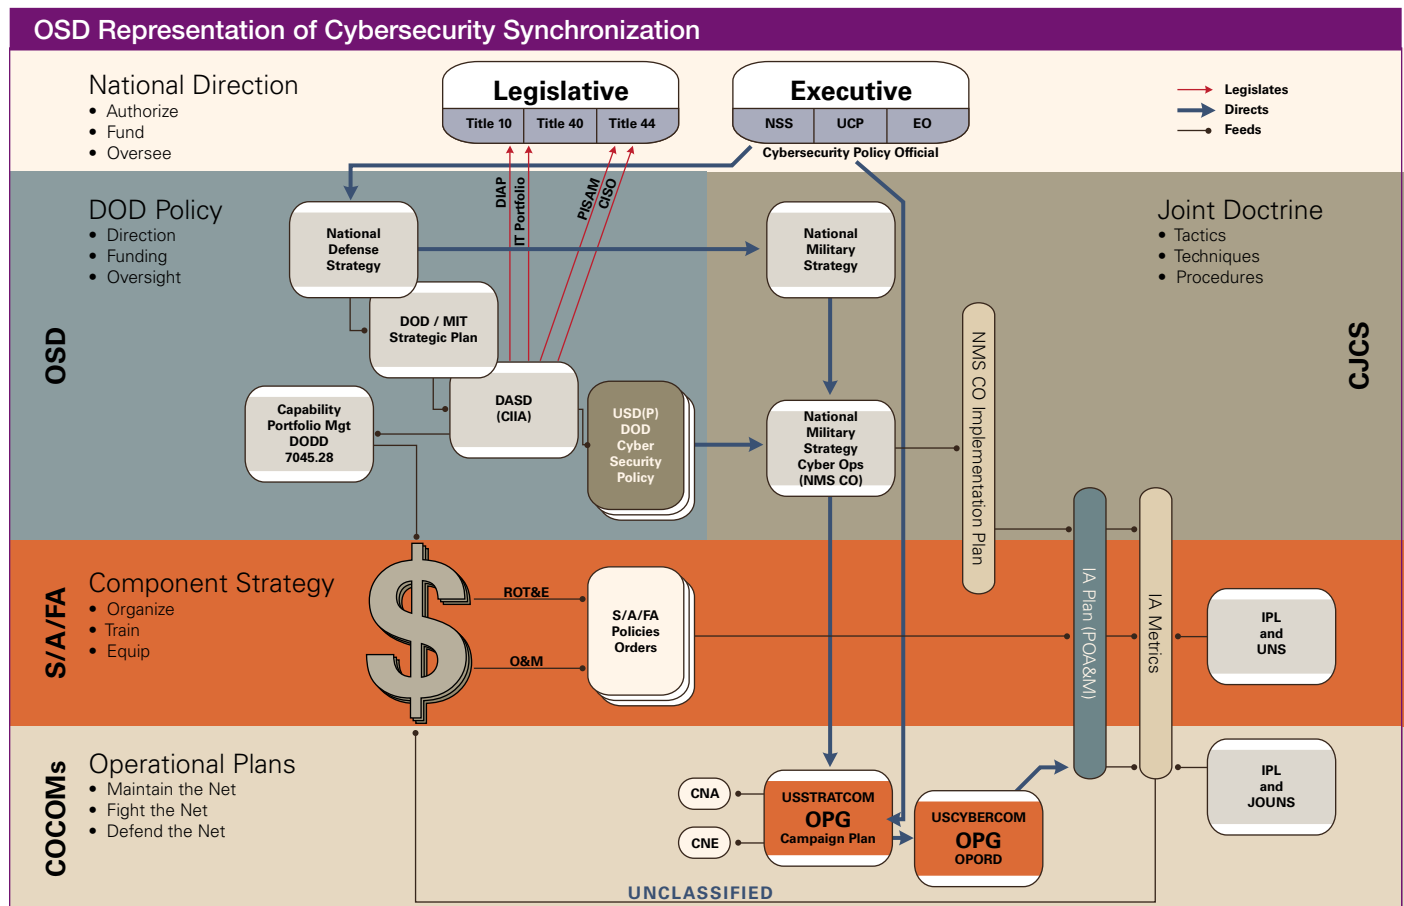 OSD Representation of Cybersecurity Synchronization
National Direction
• Authorize
• Fund
• Oversee
Legislative
Title 10
Title 40
Title 44
Executive
NSS
UCP
EO
Cybersecurity Policy Official
Legislates
Directs
Feeds
OSD
DOD Policy
• Direction
• Funding
• Oversight
DIAP
IT Portfolio
PISAM
CISO
National
Defense
Strategy
DOD / MIT
Strategic Plan
DASD
(CIIA)
Capability
Portfolio Mgt
DODD
7045.28
USD(P)
DOD
Cyber
Security
Policy
CJCS
Joint Doctrine
• Tactics
• Techniques
• Procedures
National
Military
Strategy
National
Military
Strategy
Cyber Ops
(NMS CO)
NMS CO Implementation Plan
IA Plan (POA&M)
IA Metrics
S/A/FA
Component Strategy
• Organize
• Train
• Equip
$
ROT&E
O&M
S/A/FA
Policies
Orders
IPL
and
UNS
COCOMs
Operational Plans
• Maintain the Net
• Fight the Net
• Defend the Net
CNA
CNE
USSTRATCOM
OPG
Campaign Plan
USCYBERCOM
OPG
OPORD
IPL
and
JOUNS
UNCLASSIFIED